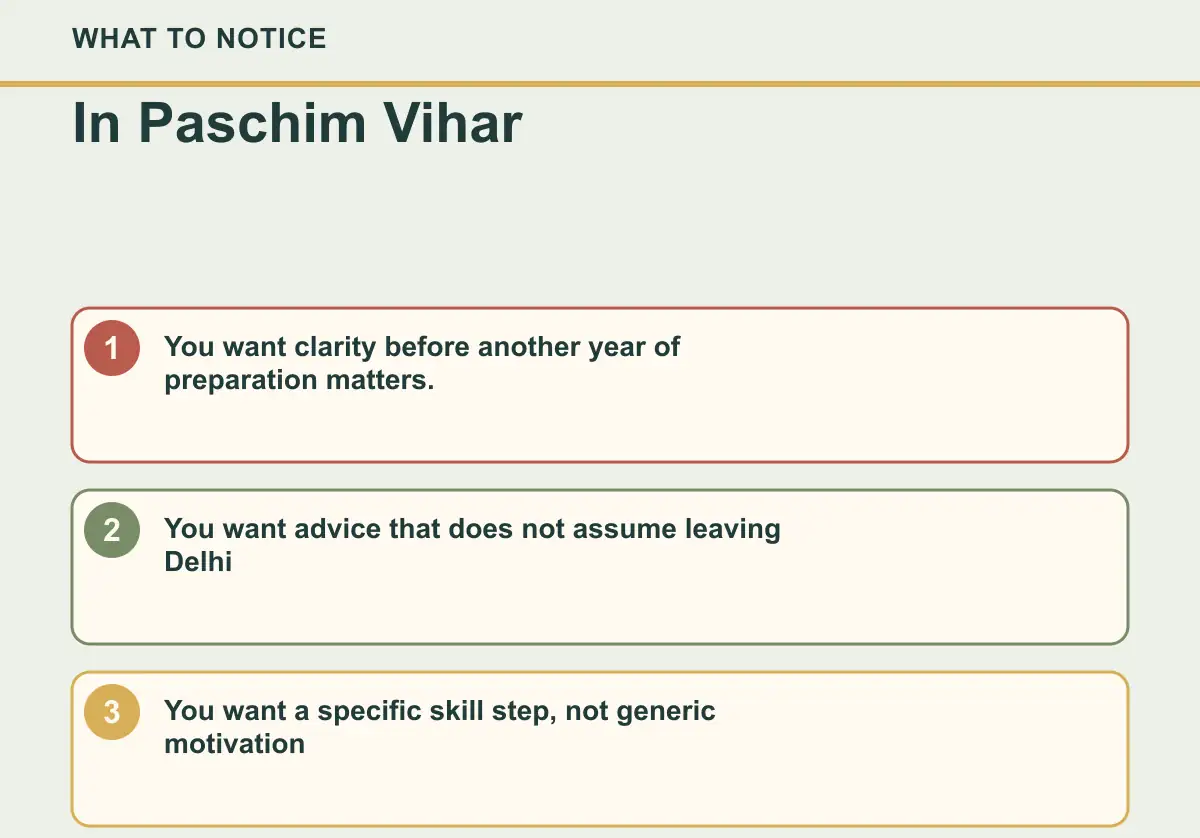 WHAT TO NOTICE
In Paschim Vihar
1
You want clarity before another year of
preparation matters.
2
You want advice that does not assume leaving
Delhi
3
You want a specific skill step, not generic
motivation